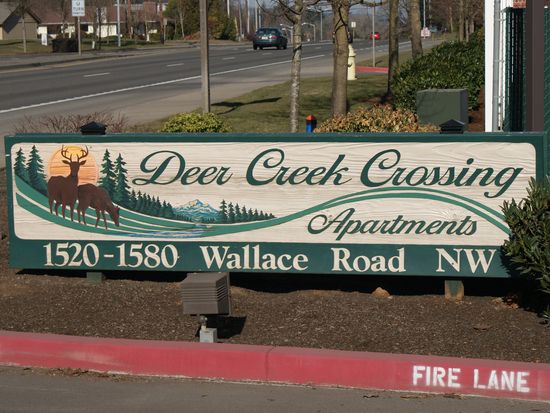 Deer Creek Crossing
Apartments
1520-1580 Wallace Road NW
FIRE LANE